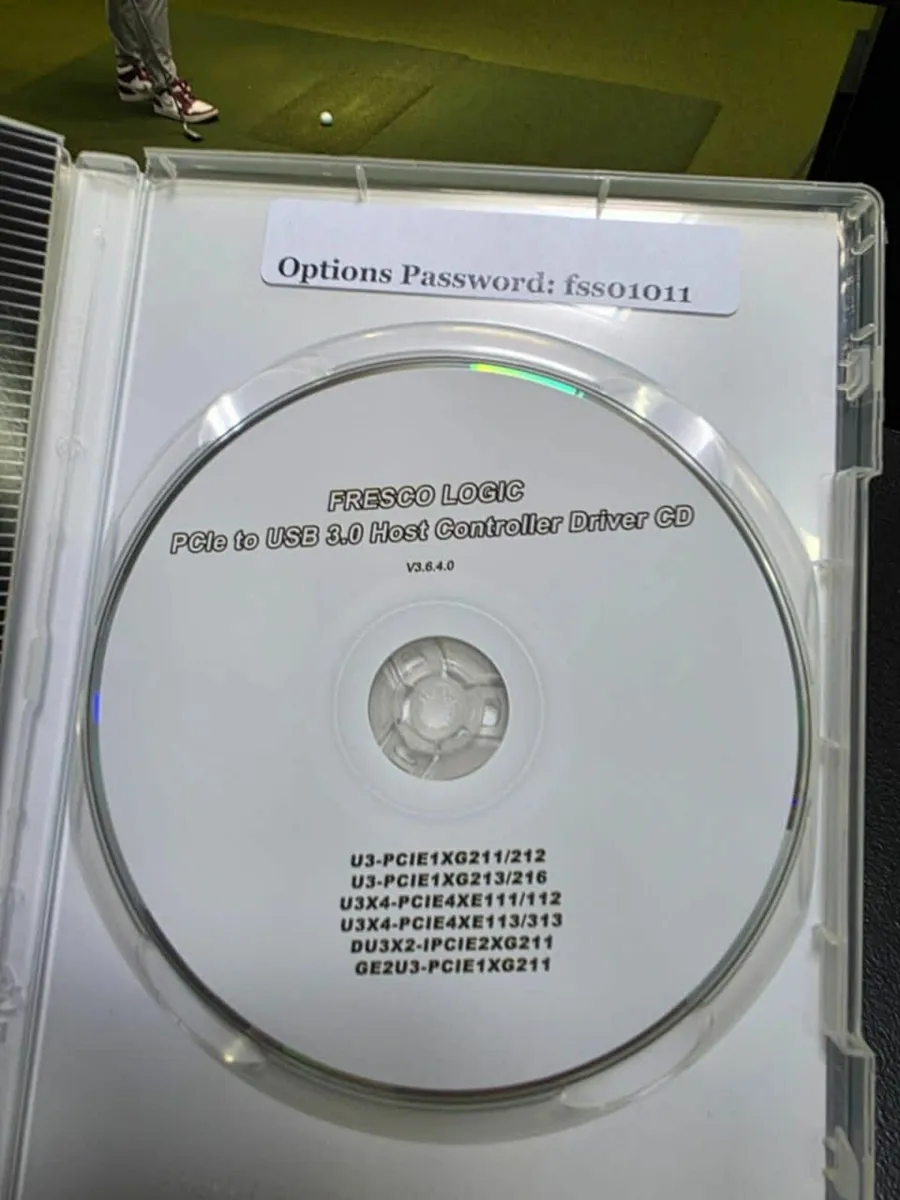 Options Password: fss01011
FRESCO LOGIC
PCIe to USB 3.0 Host Controller Driver CD
V3.6.4.0
U3-PCIE1XG211/212
U3-PCIE1XG213/216
U3X4-PCIE4XE111/112
U3X4-PCIE4XE113/313
DU3X2-IPCIE2XG211
GE2U3-PCIE1XG211